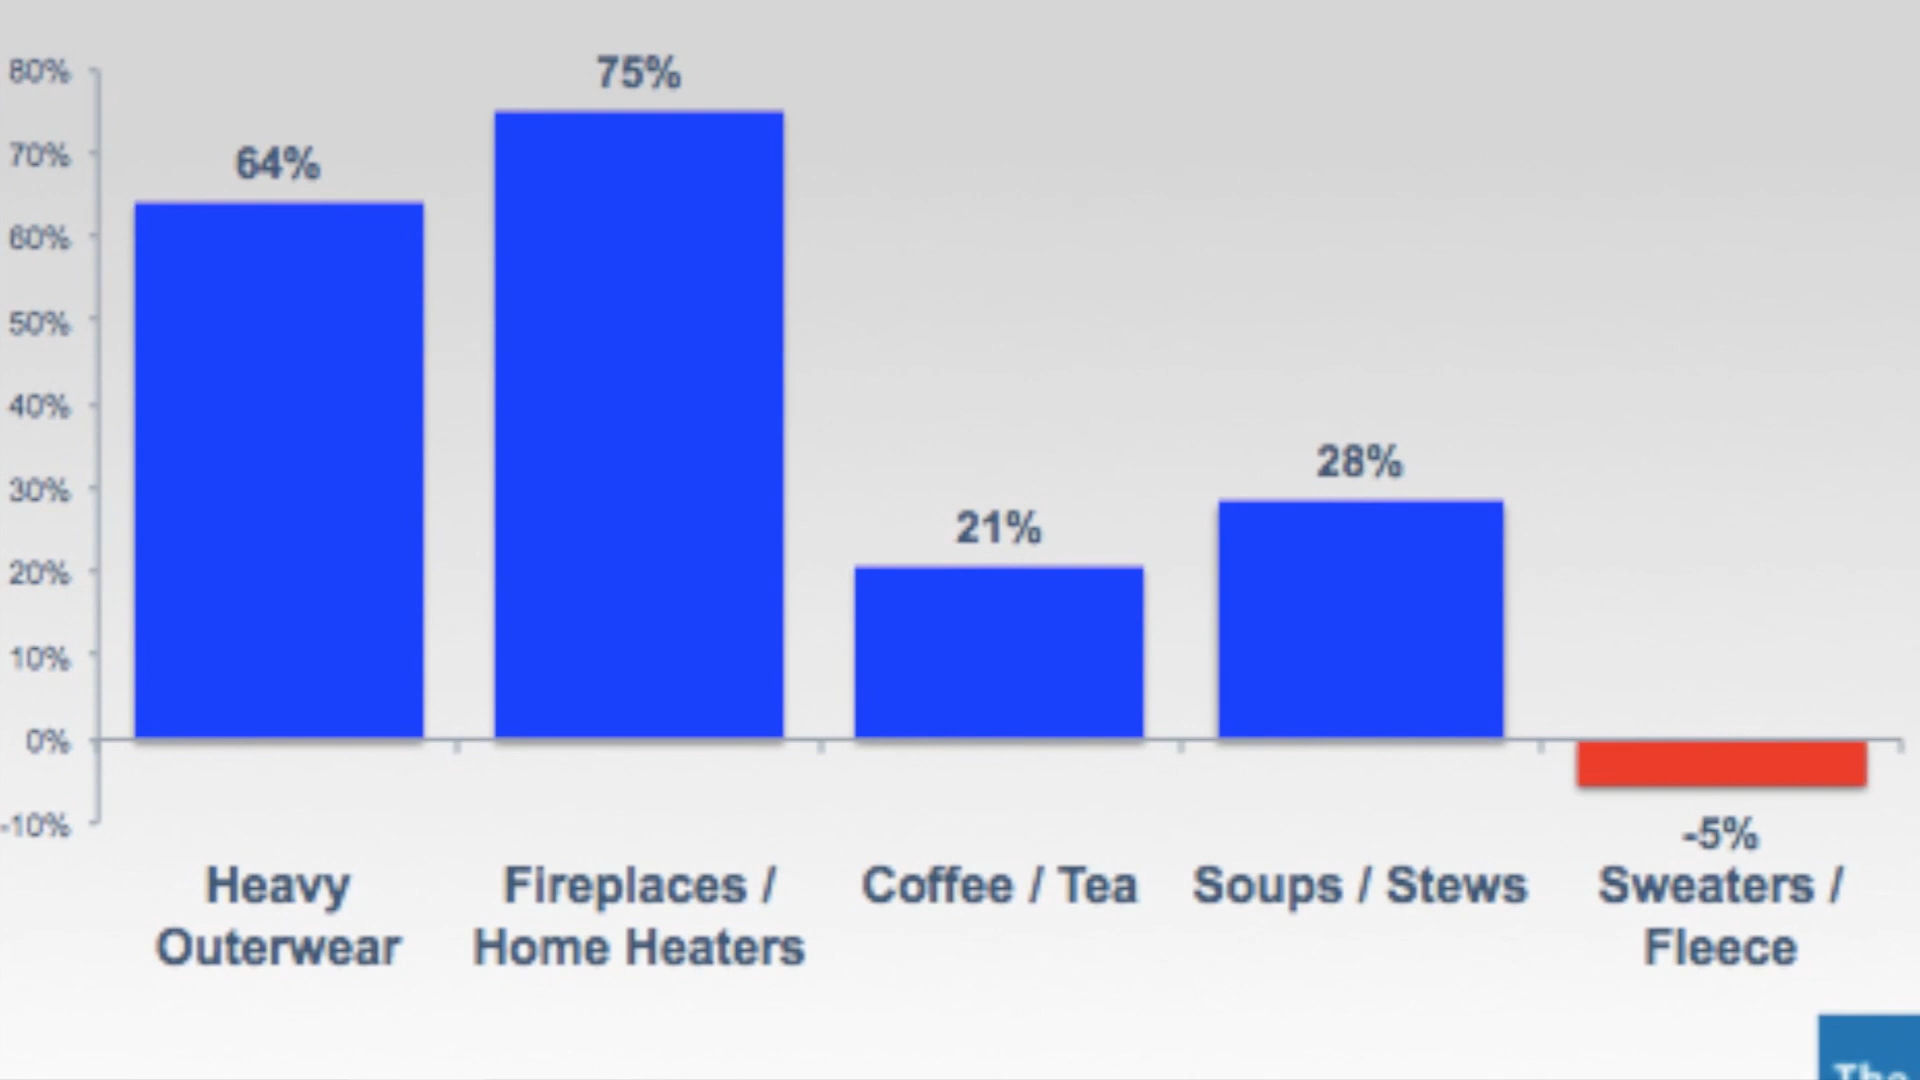 80%
70%
60%
50%
40%
30%
20%
10%
0%
-10%
64%
75%
21%
28%
-5%
Heavy
Outerwear
Fireplaces /
Home Heaters
Coffee / Tea
Soups / Stews
Sweaters /
Fleece
The